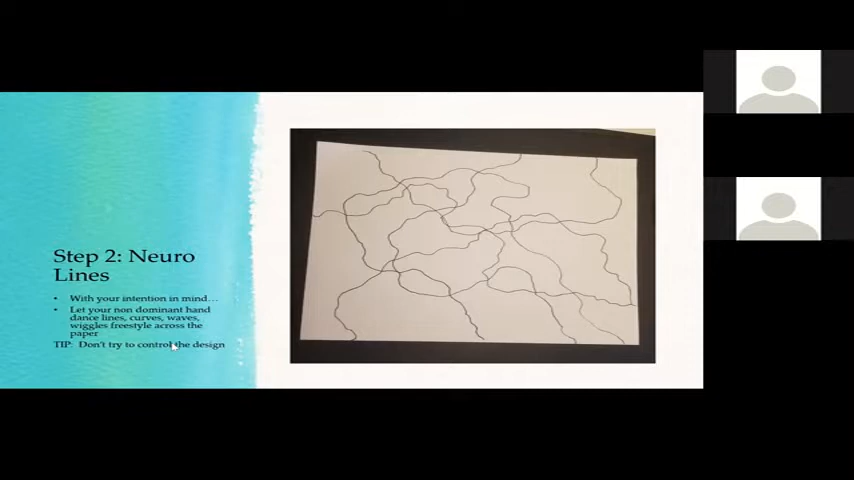 Step 2: Neuro
Lines
• With your intention in mind…
• Let your non dominant hand
dance lines, curves, waves,
wiggles freestyle across the
paper
TIP: Don't try to control the design